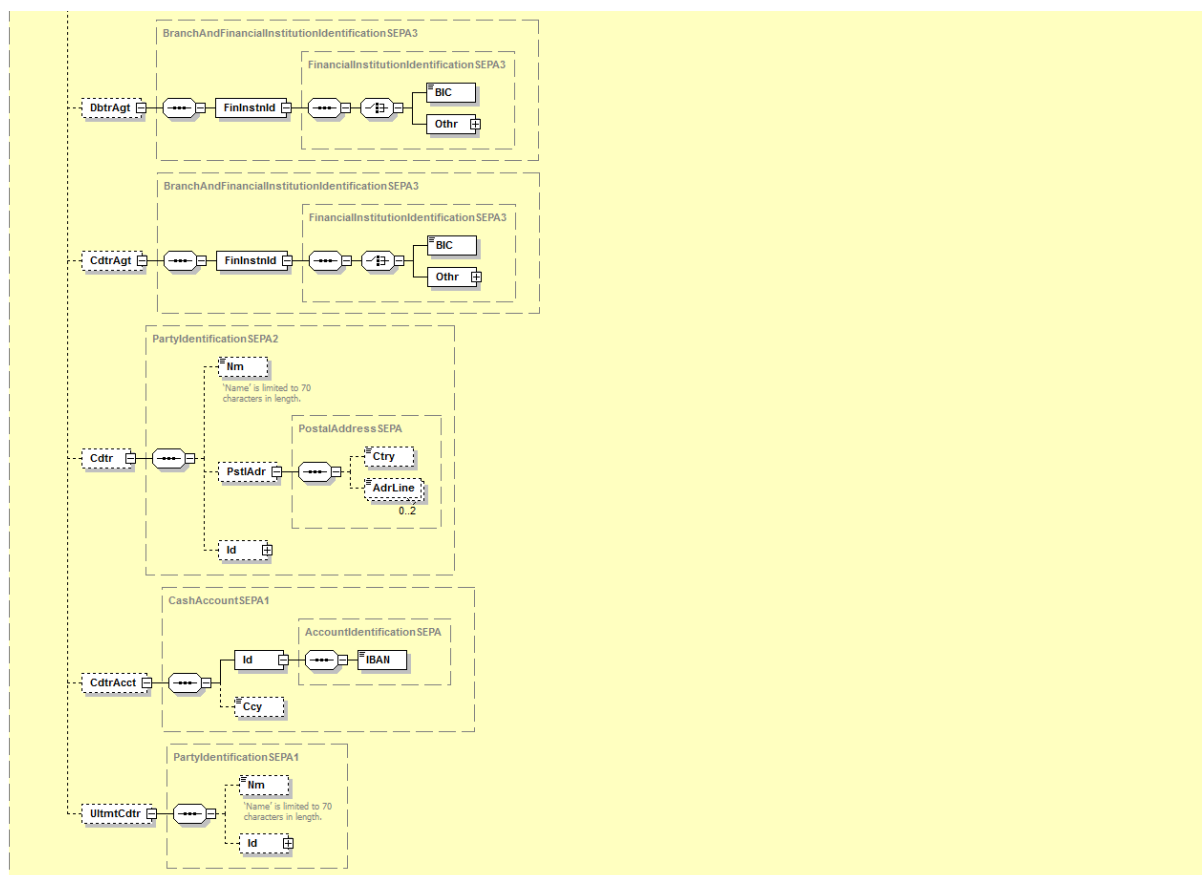 BranchAndFinancialInstitutionIdentificationSEPA3
FinancialInstitutionIdentificationSEPA3
DbtrAgt
FinInstnId
BIC
Othr
BranchAndFinancialInstitutionIdentificationSEPA3
FinancialInstitutionIdentificationSEPA3
CdtrAgt
FinInstnId
BIC
Othr
PartyIdentificationSEPA2
Nm
'Name' is limited to 70
characters in length.
PostalAddressSEPA
Cdtr
PstlAdr
Ctry
AdrLine
0..2
Id
CashAccountSEPA1
AccountIdentificationSEPA
CdtrAcct
Id
IBAN
Ccy
PartyIdentificationSEPA1
Nm
'Name' is limited to 70
characters in length.
UltmtCdtr
Id